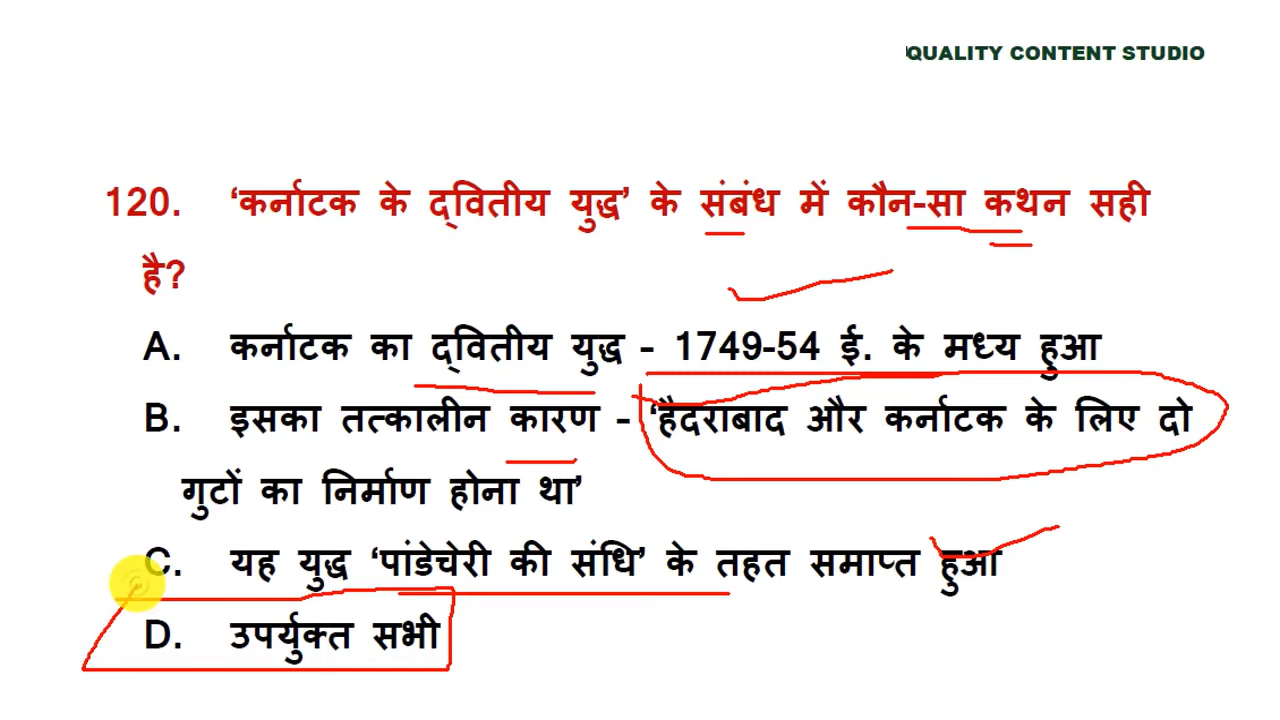 QUALITY CONTENT STUDIO
120. ‘कर्नाटक के द्वितीय युद्ध’ के संबंध में कौन-सा कथन सही
है?
A. कर्नाटक का द्वितीय युद्ध - 1749-54 ई. के मध्य हुआ
B. इसका तत्कालीन कारण - ‘हैदराबाद और कर्नाटक के लिए दो
गुटों का निर्माण होना था’
C. यह युद्ध ‘पांडेचेरी की संधि’ के तहत समाप्त हुआ
D. उपर्युक्त सभी